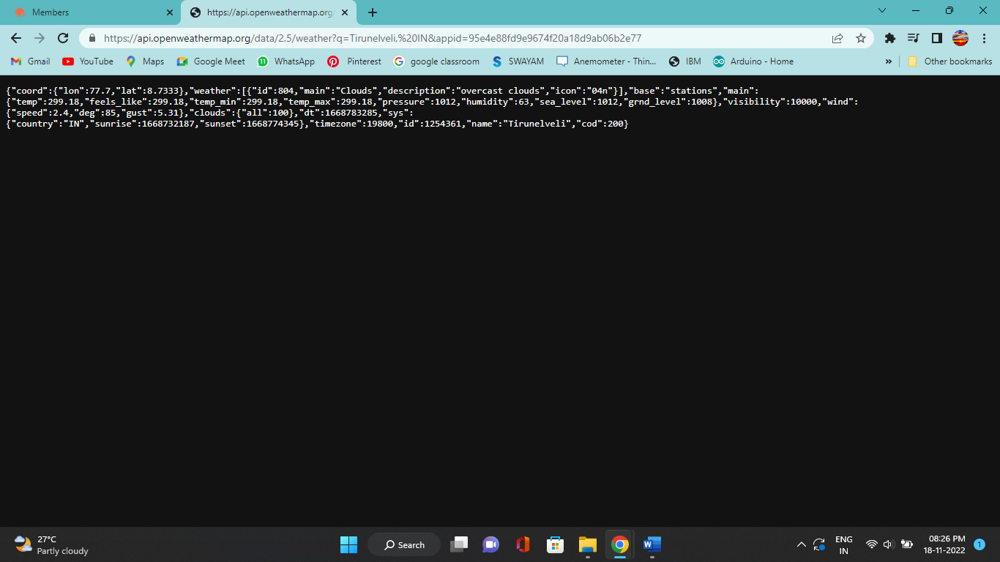 Members
https://api.openweathermap.org
https://api.openweathermap.org/data/2.5/weather?q=Tirunelveli,%20IN&appid=95e4e88fd9e9674f20a18d9ab06b2e77
Gmail YouTube Maps Google Meet 11 WhatsApp Pinterest google classroom SWAYAM Anemometer - Thin... IBM Arduino - Home » Other bookmarks
{"coord":{"lon":77.7,"lat":8.7333},"weather":[{"id":804,"main":"Clouds","description":"overcast clouds","icon":"04n"}],"base":"stations","main":
{"temp":299.18,"feels_like":299.18,"temp_min":299.18,"temp_max":299.18,"pressure":1012,"humidity":63,"sea_level":1012,"grnd_level":1008},"visibility":10000,"wind":
{"speed":2.4,"deg":85,"gust":5.31},"clouds":{"all":100},"dt":1668783285,"sys":
{"country":"IN","sunrise":1668732187,"sunset":1668774345},"timezone":19800,"id":1254361,"name":"Tirunelveli","cod":200}
27°C
Partly cloudy
Search
ENG
IN
08:26 PM
18-11-2022
1